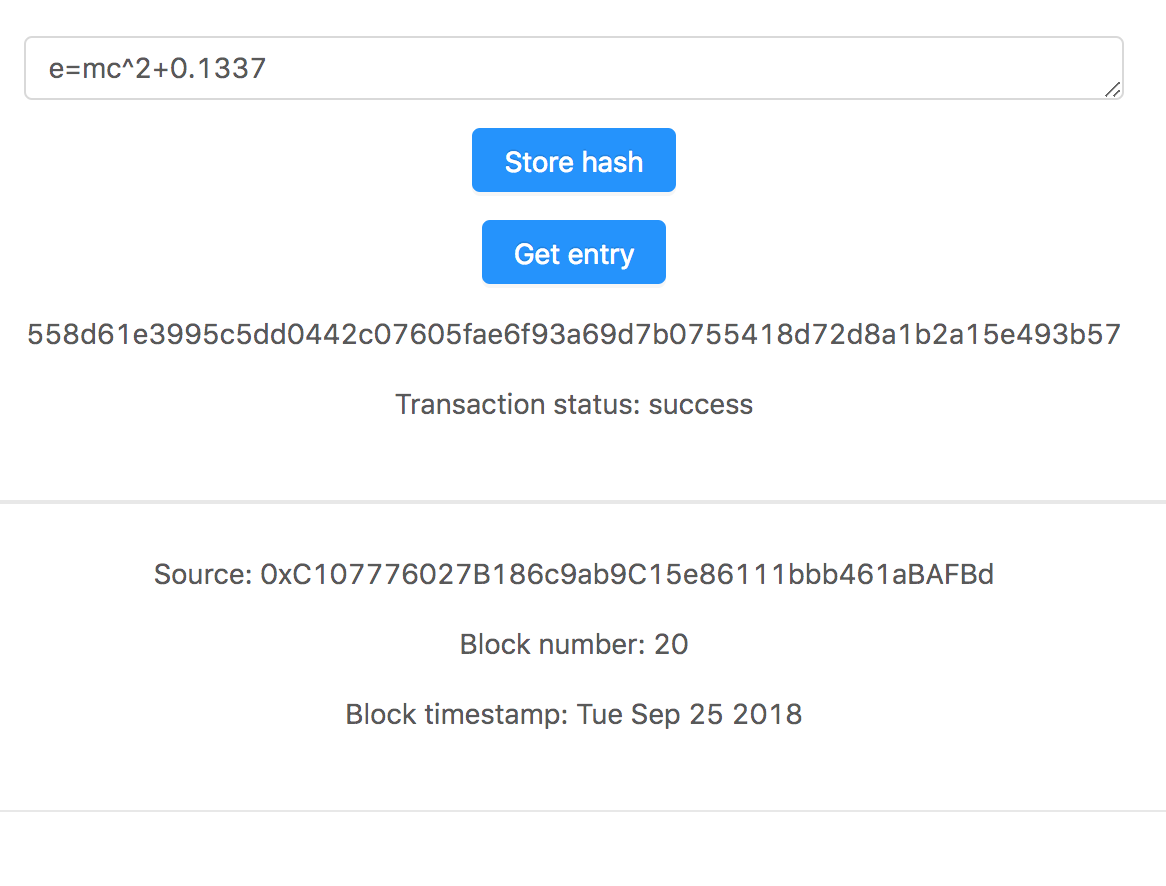 e=mc^2+0.1337
Store hash
Get entry
558d61e3995c5dd0442c07605fae6f93a69d7b0755418d72d8a1b2a15e493b57
Transaction status: success
Source: 0xC107776027B186c9ab9C15e86111bbb461aBAFBd
Block number: 20
Block timestamp: Tue Sep 25 2018